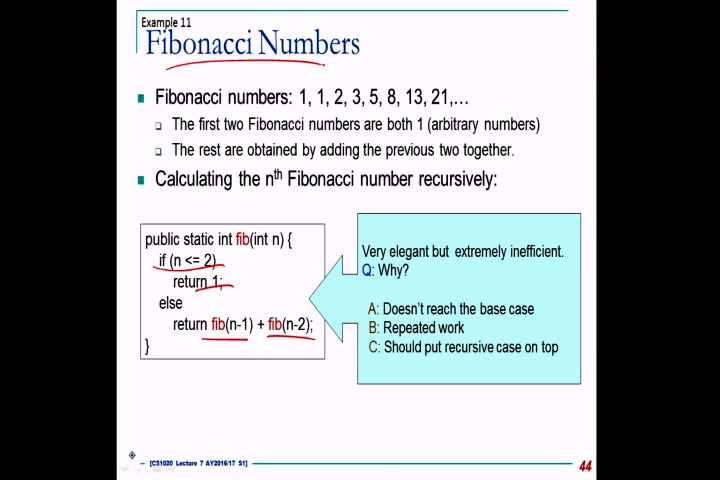 Example 11
Fibonacci Numbers
Fibonacci numbers: 1, 1, 2, 3, 5, 8, 13, 21,…
The first two Fibonacci numbers are both 1 (arbitrary numbers)
The rest are obtained by adding the previous two together.
Calculating the nth Fibonacci number recursively:
public static int fib(int n) {
if (n <= 2)
return 1;
else
return fib(n-1) + fib(n-2);
}
Very elegant but extremely inefficient.
Q: Why?
A: Doesn't reach the base case
B: Repeated work
C: Should put recursive case on top
[CS1020 Lecture 7 AY2016/17 S1]
44